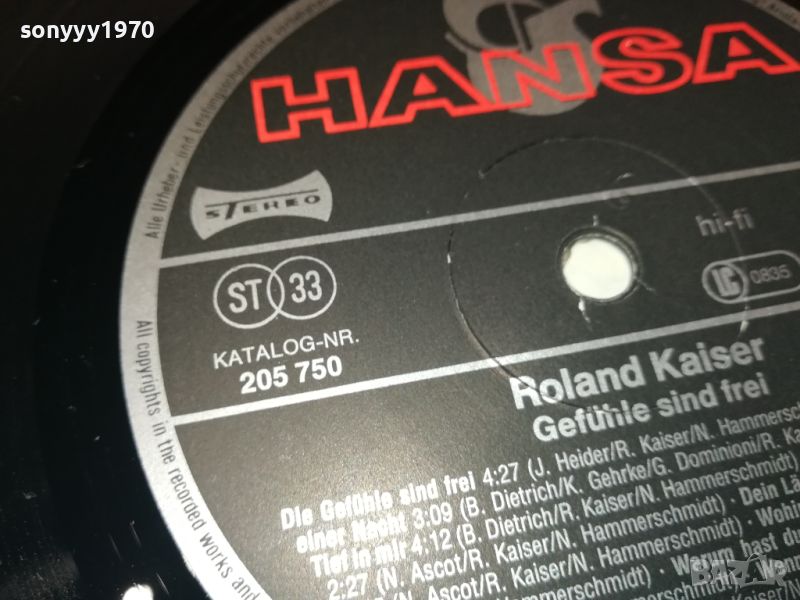 sonyyy1970
HANSA
Alle Urheber- und Leistungsschutzrechte
STEREO
hi-fi
ST 33
LC 0835
KATALOG-NR.
205 750
All copyrights in the recorded works and
Roland Kaiser
Gefühle sind frei
Die Gefühle sind frei 4:27 (J. Heider/R. Kaiser/N. Hammersch
einer Nacht 3:09 (B. Dietrich/K. Gehrke/G. Dominioni/R. Ka
Tief in mir 4:12 (B. Dietrich/R. Kaiser/N. Hammerschmidt) · Dein Lä
2:27 (N. Ascot/R. Kaiser/N. Hammerschmidt) · Wohin
Kaiser/N. Hammerschmidt) · Warum hast du
BAZAR